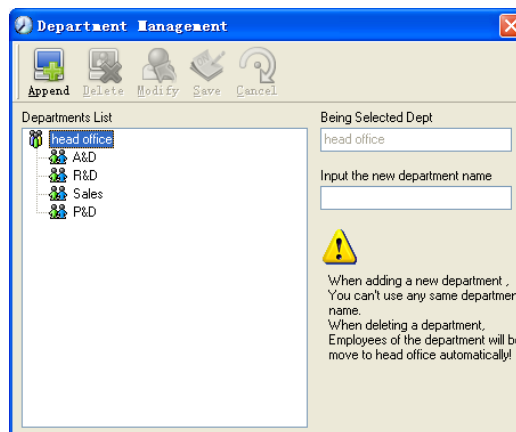 Department Management
Append Delete Modify Save Cancel
Departments List
head office
A&D
R&D
Sales
P&D
Being Selected Dept
head office
Input the new department name
When adding a new department ,
You can't use any same departmen
name.
When deleting a department,
Employees of the department will be
move to head office automatically!